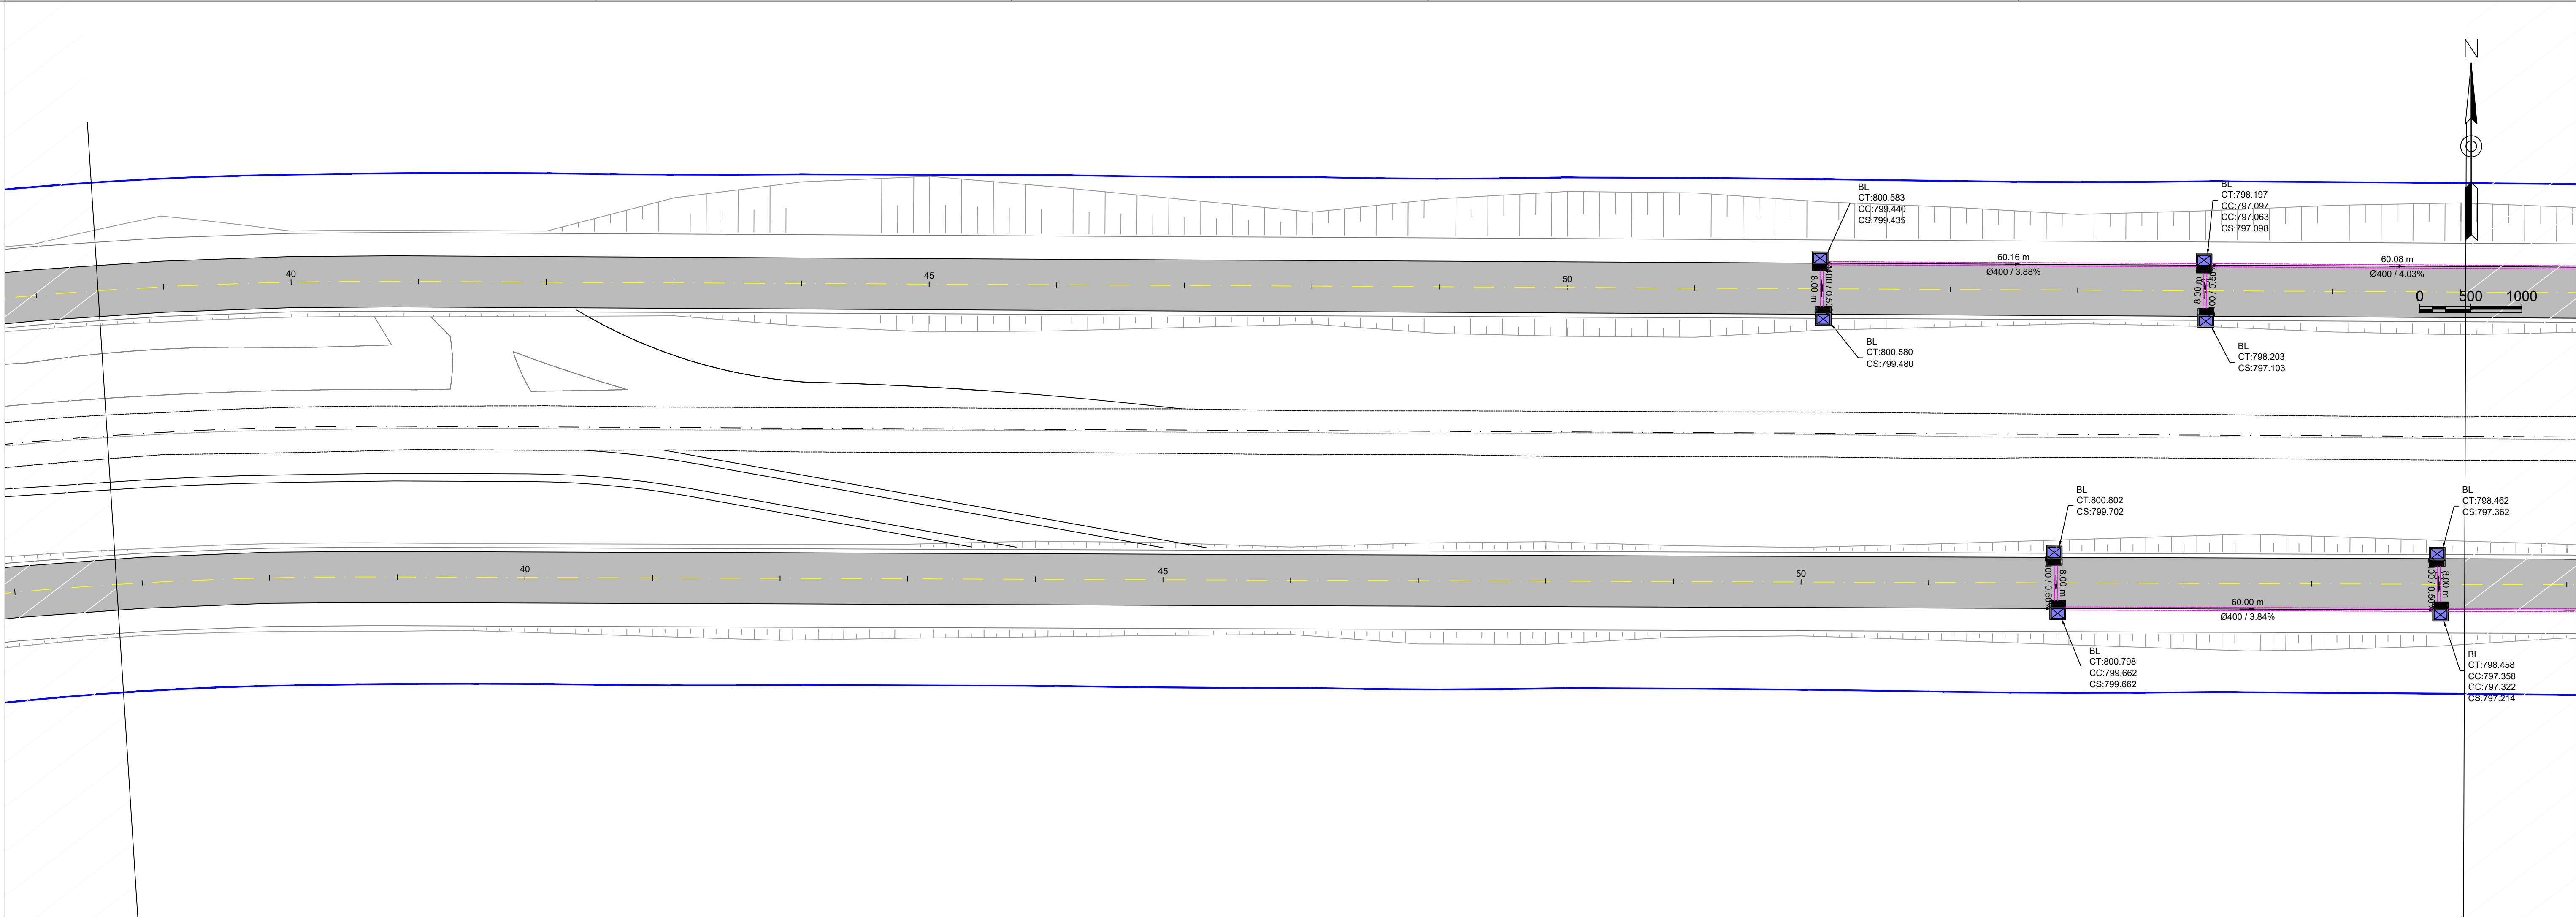 N
BL
CT:800.583
CC:799.440
CS:799.435
BL
CT:798.197
CC:797.097
CC:797.063
CS:797.098
60.16 m
Ø400 / 3.88%
60.08 m
Ø400 / 4.03%
40
45
50
8.00 m
8.00 m
0 500 1000
BL
CT:800.580
CS:799.480
BL
CT:798.203
CS:797.103
BL
CT:800.802
CS:799.702
BL
CT:798.462
CS:797.362
40
45
50
8.00 m
8.00 m
60.00 m
Ø400 / 3.84%
BL
CT:800.798
CC:799.662
CS:799.662
BL
CT:798.458
CC:797.358
CC:797.322
CS:797.214